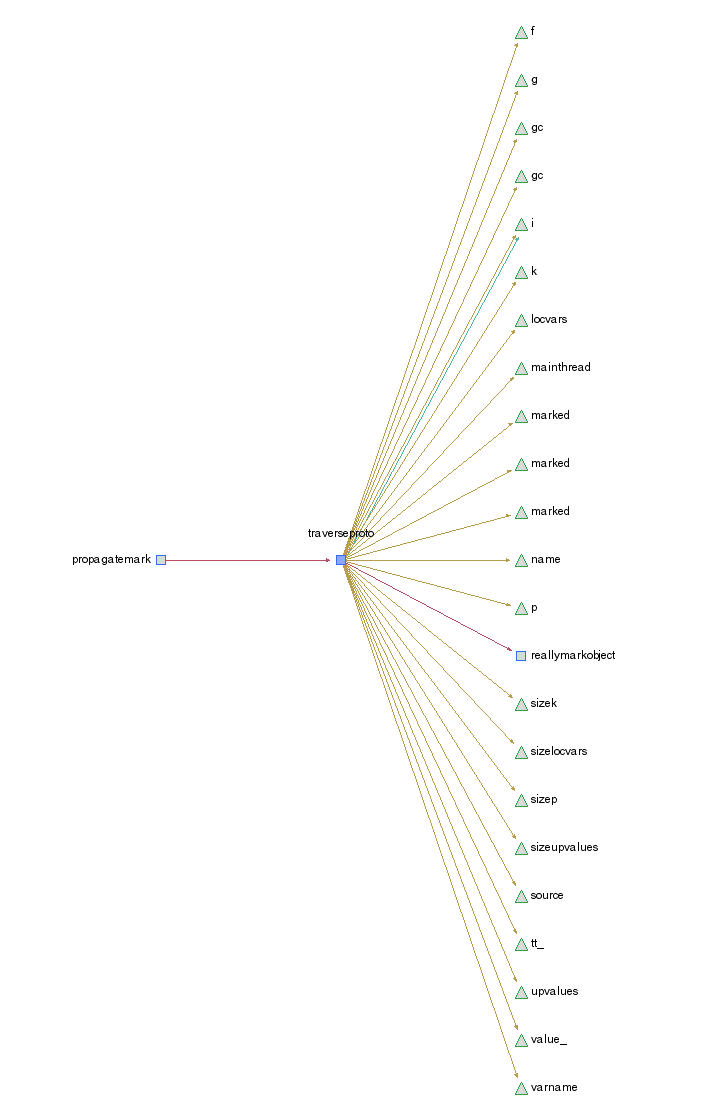 f
g
gc
gc
i
k
locvars
mainthread
marked
marked
marked
traverseproto
propagatemark
name
p
reallymarkobject
sizek
sizelocvars
sizep
sizeupvalues
source
tt_
upvalues
value_
varname